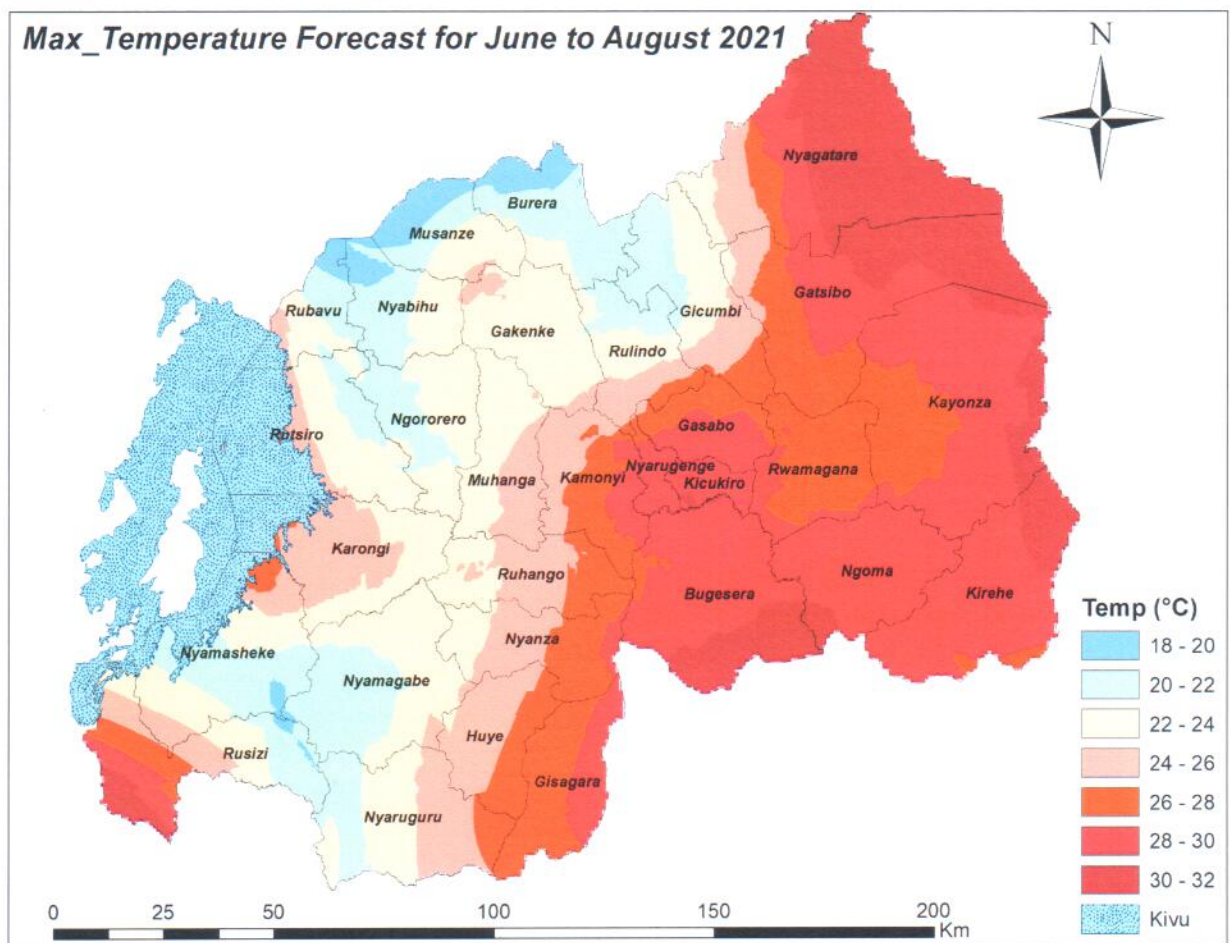 Max_Temperature Forecast for June to August 2021
N
Nyagatare
Burera
Musanze
Gatsibo
Rubavu
Nyabihu
Gicumbi
Gakenke
Rulindo
Kayonza
Ngororero
Gasabo
Rutsiro
Nyarugenge
Rwamagana
Muhanga
Kamonyi
Kicukiro
Karongi
Ruhango
Ngoma
Kirehe
Bugesera
Nyanza
Nyamasheke
Nyamagabe
Huye
Rusizi
Gisagara
Nyaruguru
Temp (°C)
18 - 20
20 - 22
22 - 24
24 - 26
26 - 28
28 - 30
30 - 32
Kivu
0 25 50 100 150 200
Km